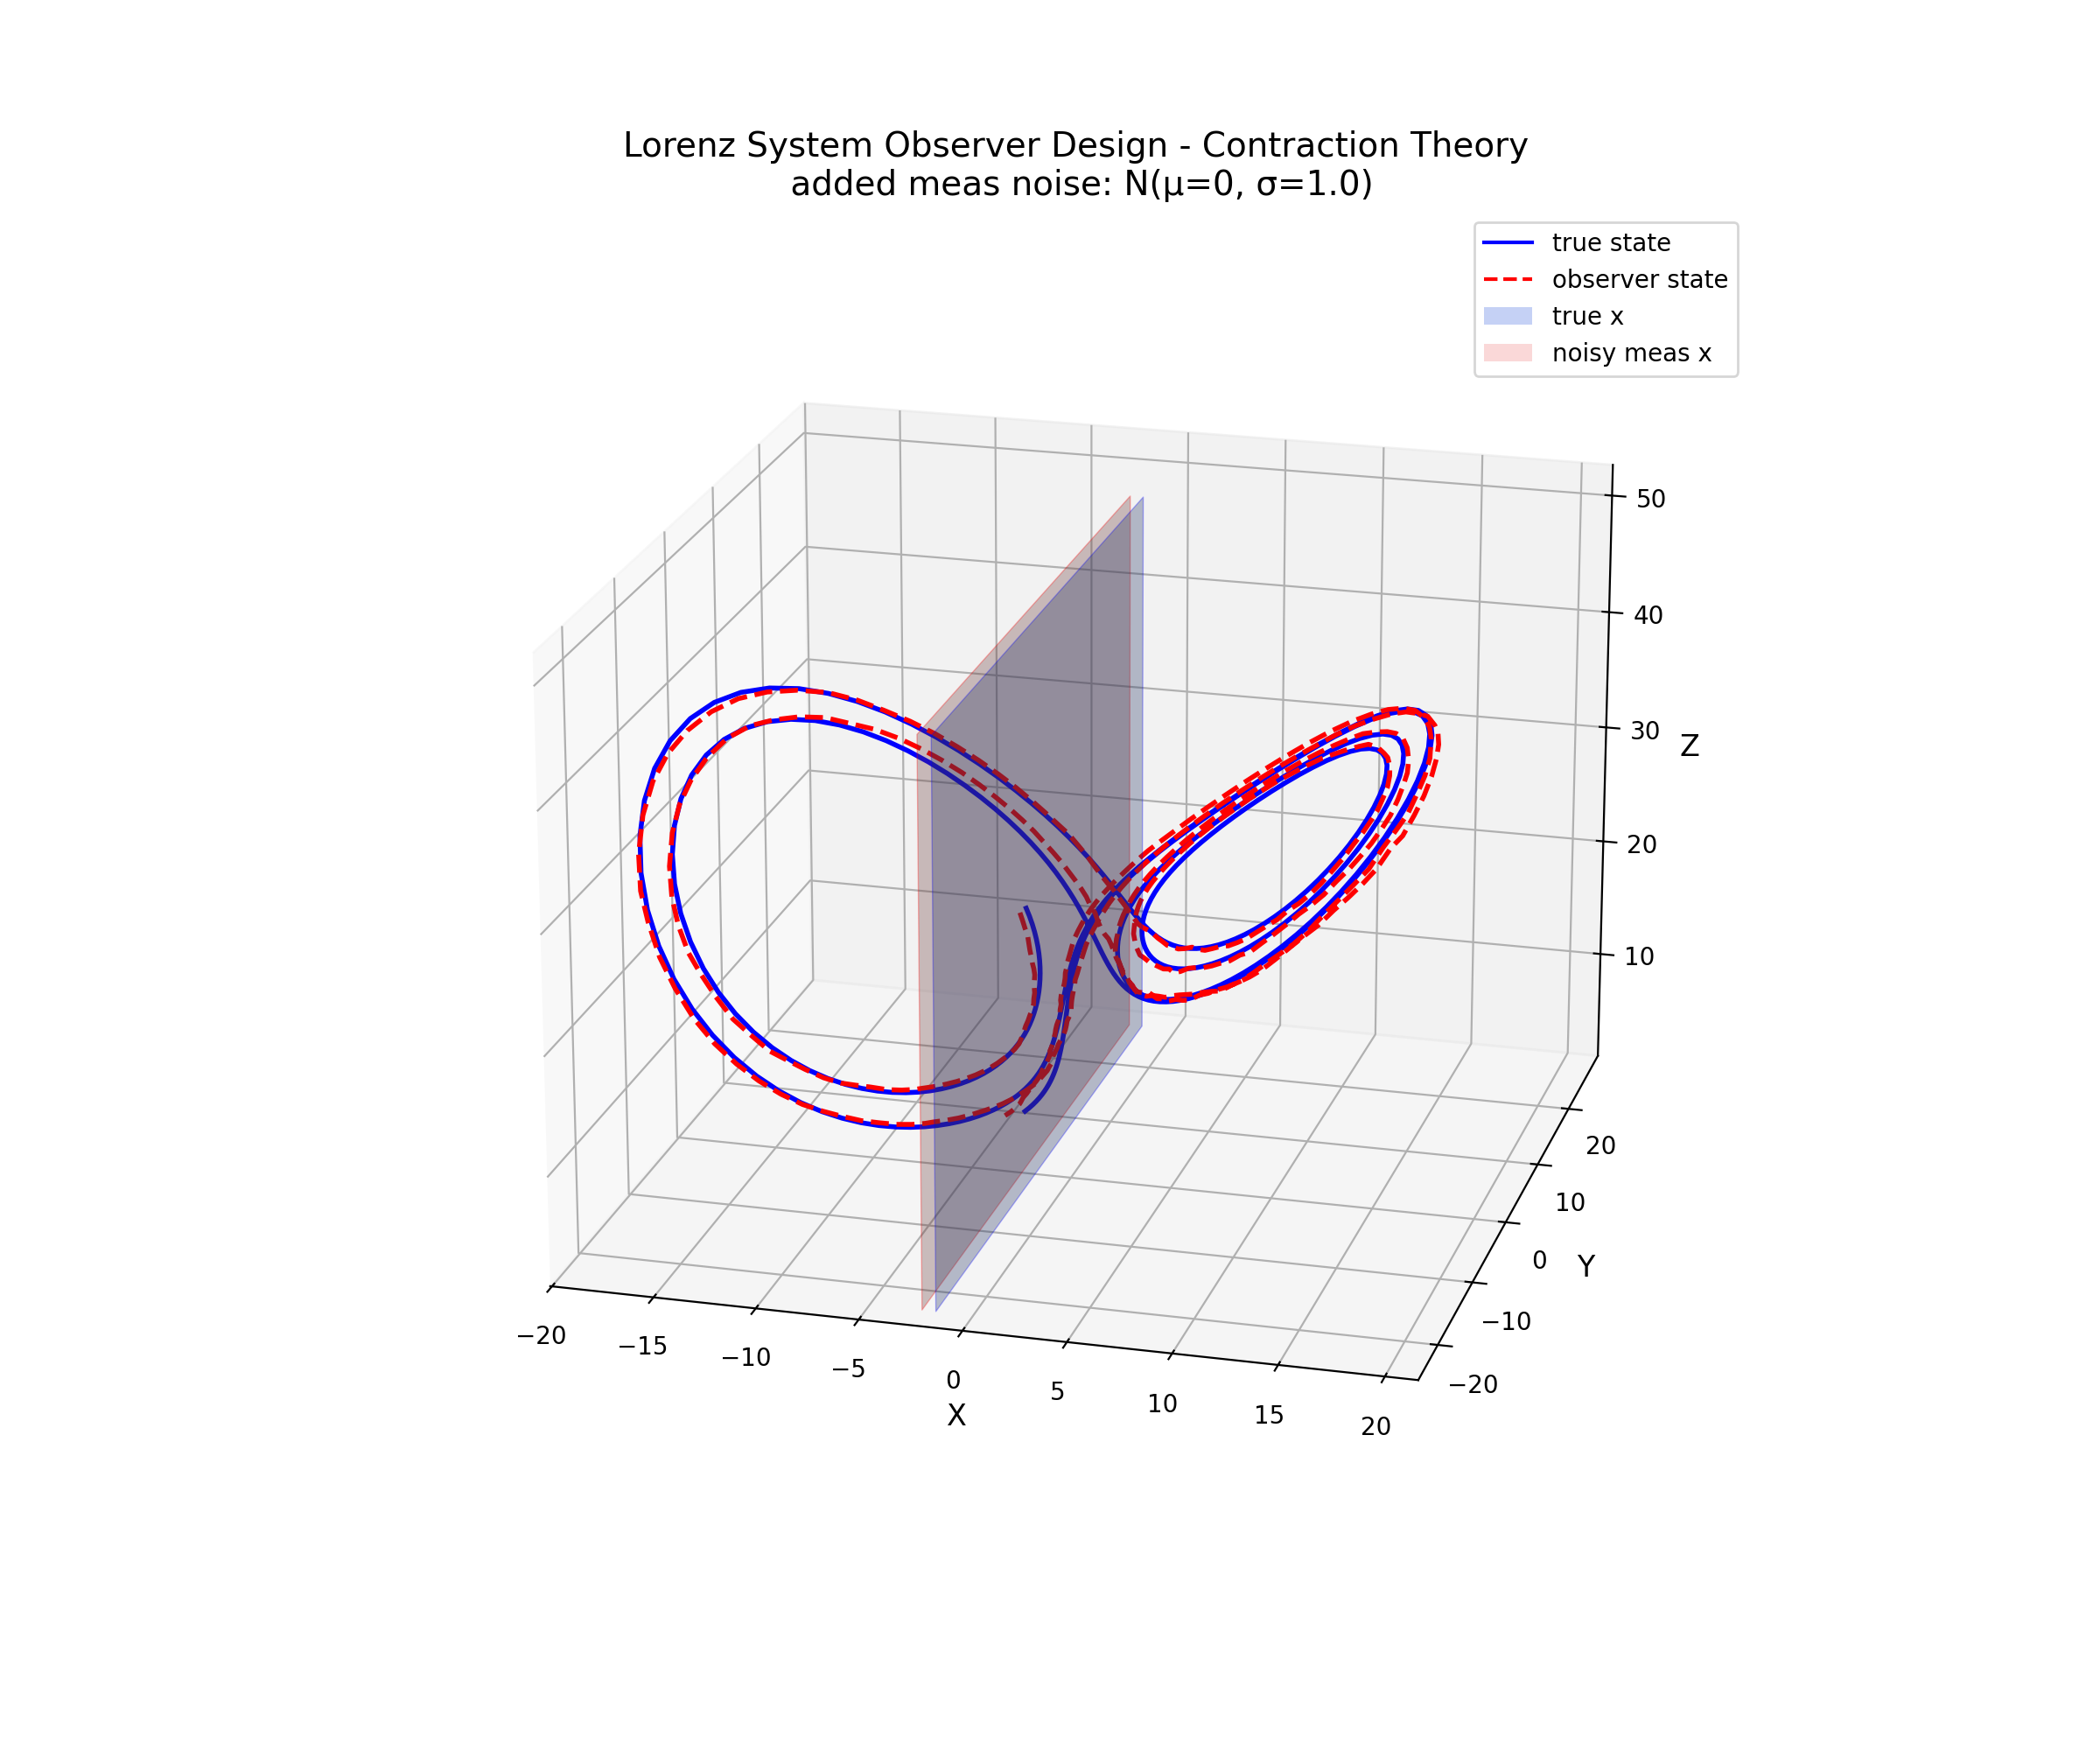 Lorenz System Observer Design - Contraction Theory
added meas noise: N(μ=0, σ=1.0)
true state
observer state
true x
noisy meas x
50
40
30
Z
20
10
20
10
0
Y
−10
−20
−20
−15
−10
−5
0
5
10
15
20
X